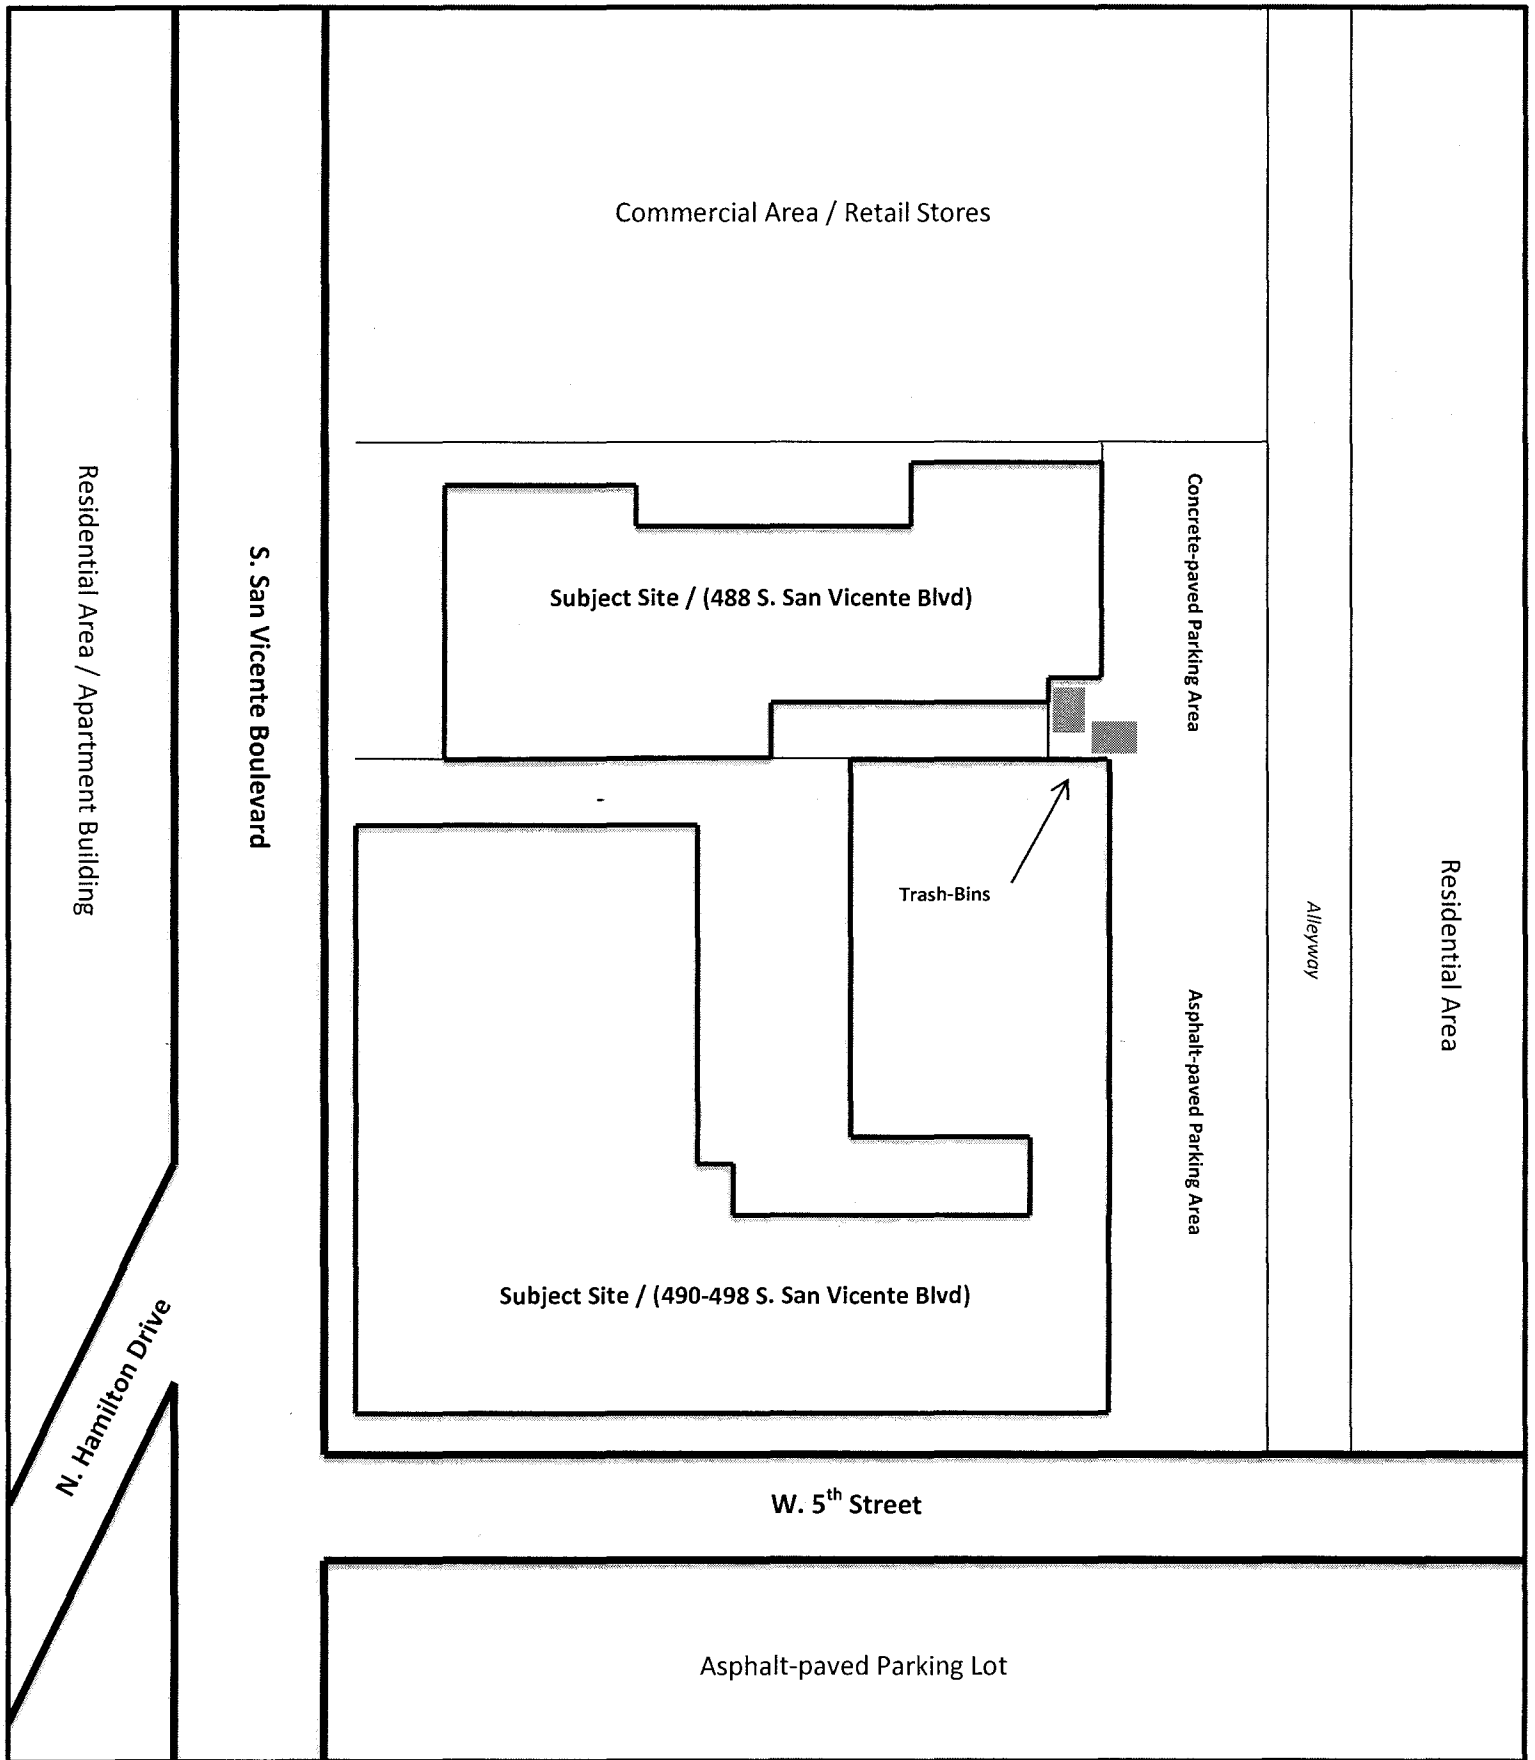 Commercial Area / Retail Stores
Residential Area / Apartment Building
S. San Vicente Boulevard
Concrete-paved Parking Area
Subject Site / (488 S. San Vicente Blvd)
Trash-Bins
Alleyway
Residential Area
Asphalt-paved Parking Area
Subject Site / (490-498 S. San Vicente Blvd)
N. Hamilton Drive
W. 5th Street
Asphalt-paved Parking Lot